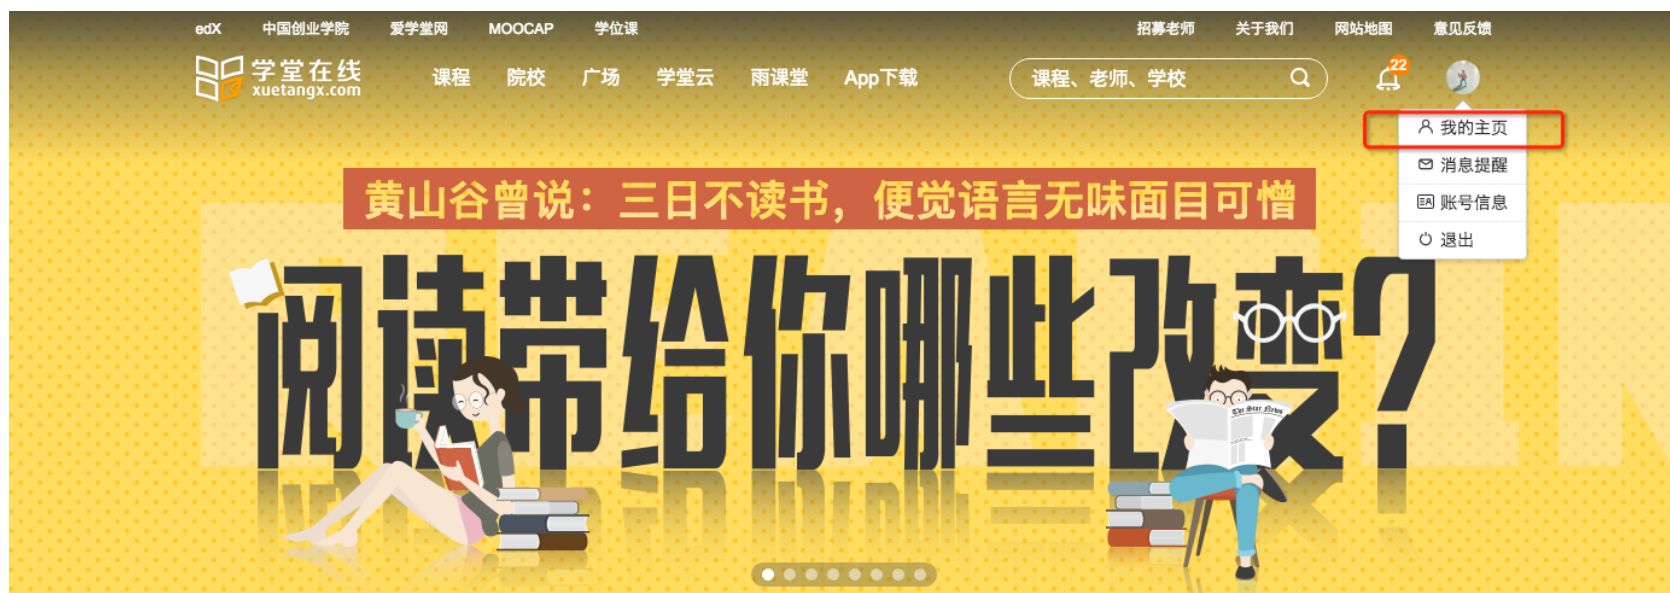 edX 中国创业学院 爱学堂网 MOOCAP 学位课 招募老师 关于我们 网站地图 意见反馈
学堂在线
xuetangx.com
课程 院校 广场 学堂云 雨课堂 App下载 课程、老师、学校 22
我的主页
消息提醒
账号信息
退出
黄山谷曾说：三日不读书，便觉语言无味面目可憎
阅读带给你哪些改变？
The Star News